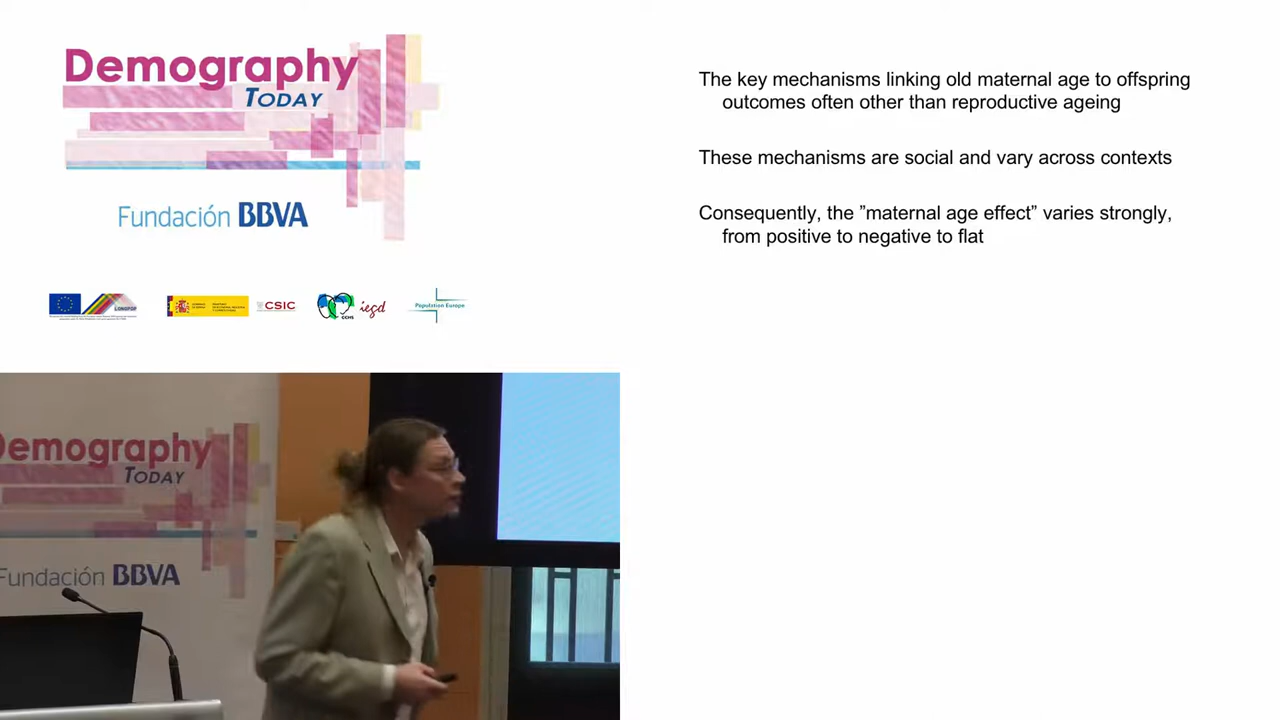 Demography
TODAY
Fundación BBVA
LONGPOP
CSIC
CCHS
iegd
Population Europe
The key mechanisms linking old maternal age to offspring
outcomes often other than reproductive ageing
These mechanisms are social and vary across contexts
Consequently, the ”maternal age effect” varies strongly,
from positive to negative to flat
Demography
TODAY
Fundación BBVA